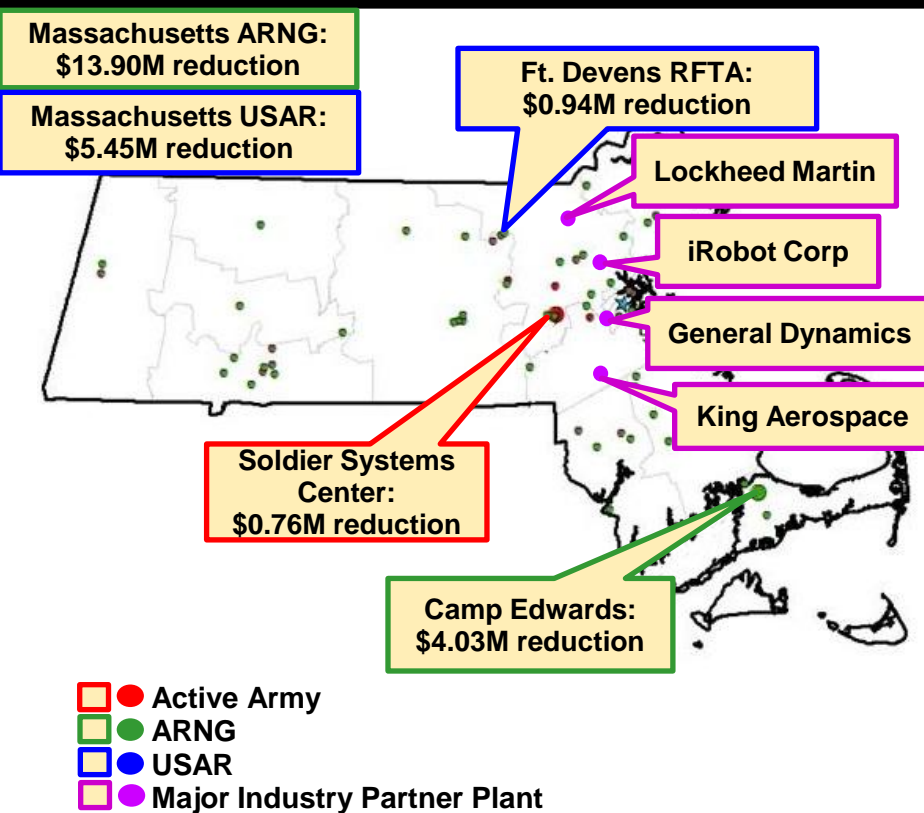 Massachusetts ARNG:
$13.90M reduction
Massachusetts USAR:
$5.45M reduction
Ft. Devens RFTA:
$0.94M reduction
Lockheed Martin
iRobot Corp
General Dynamics
King Aerospace
Soldier Systems
Center:
$0.76M reduction
Camp Edwards:
$4.03M reduction
Active Army
ARNG
USAR
Major Industry Partner Plant